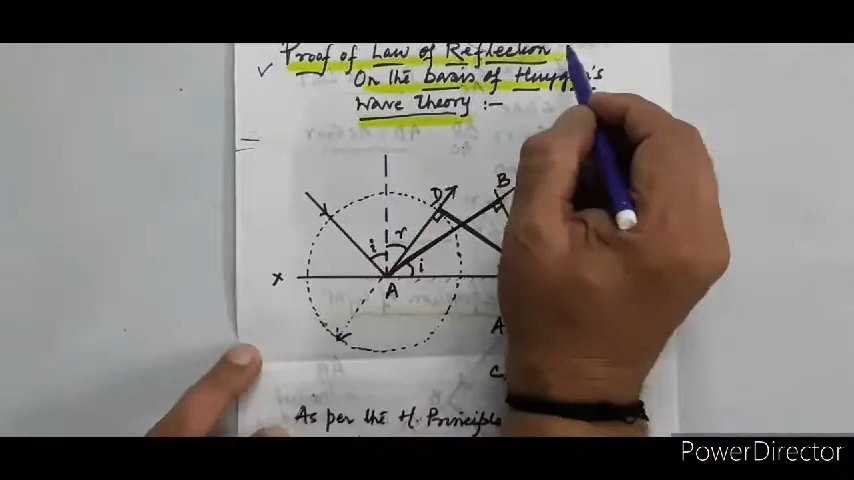 Proof of Law of Reflection
On the basis of Huygen's
Wave Theory :-
D
B
r
i
i
X
A
A
C
As per the H. Principle
PowerDirector